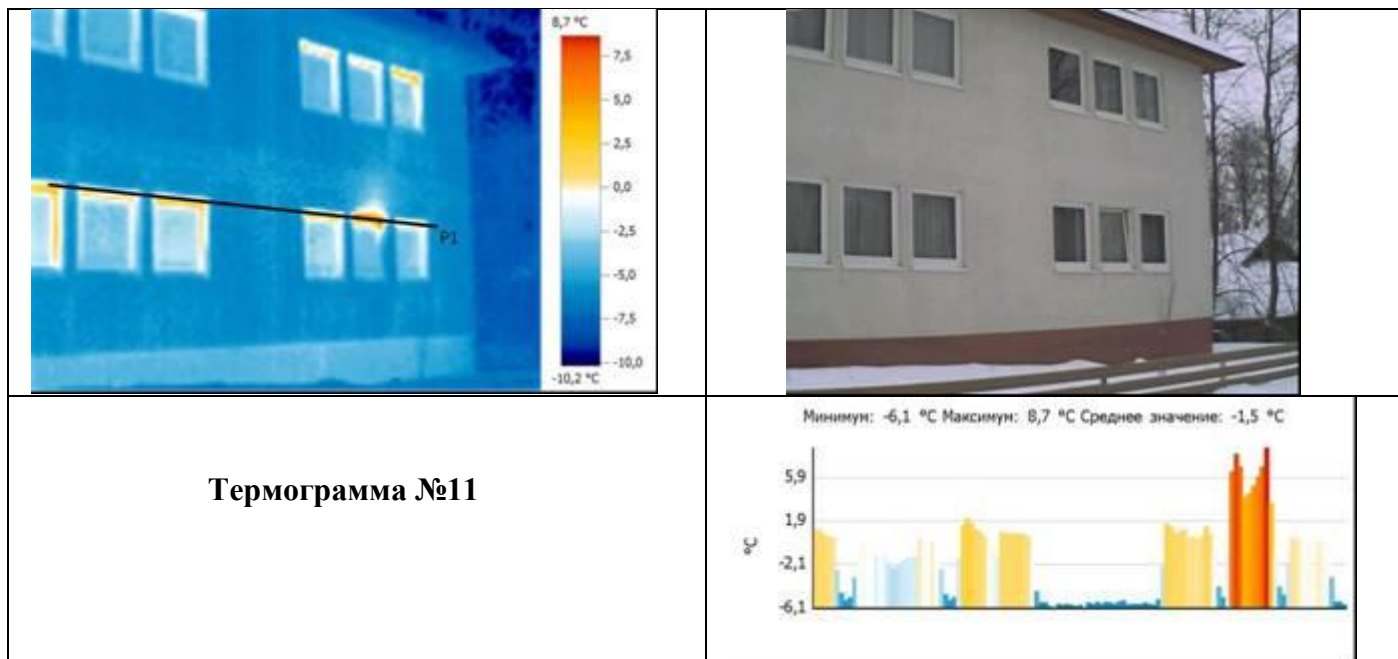 8,7 °C
7,5
5,0
2,5
0,0
-2,5
-5,0
-7,5
-10,0
-10,2 °C
P1
Термограмма №11
Минимум: -6,1 °C Максимум: 8,7 °C Среднее значение: -1,5 °C
5,9
1,9
-2,1
-6,1
°C